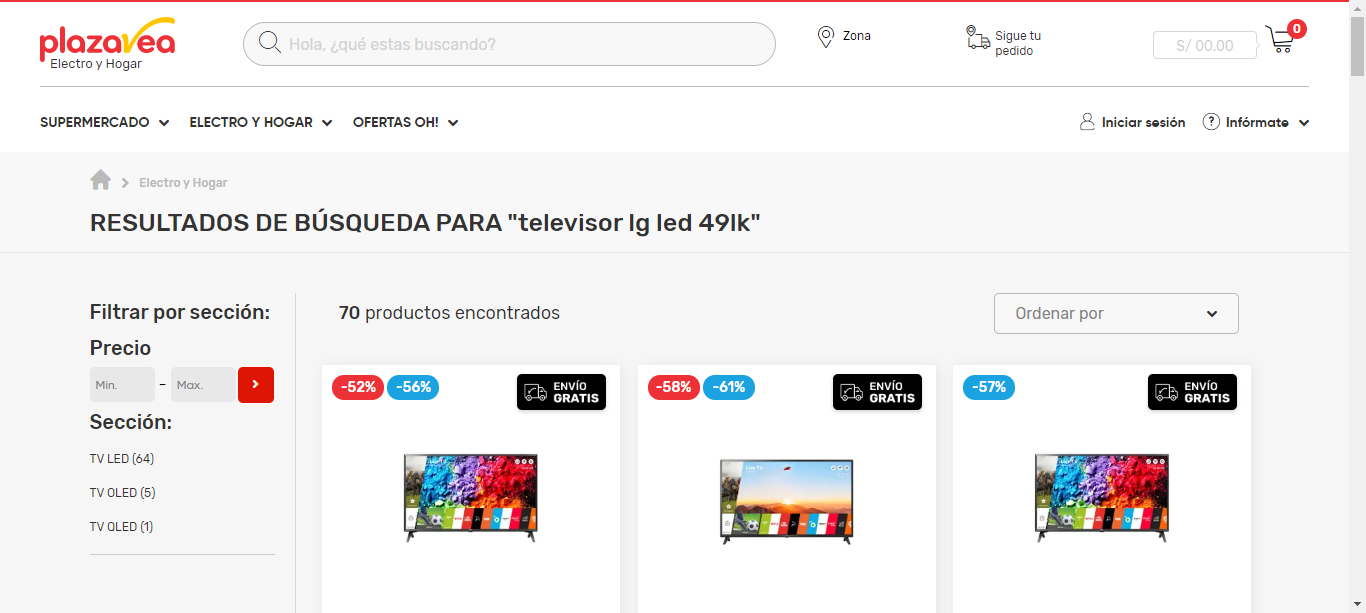 plazavea
Electro y Hogar
Hola, ¿qué estas buscando?
Zona
Sigue tu
pedido
S/ 00.00
0
SUPERMERCADO
ELECTRO Y HOGAR
OFERTAS OH!
Iniciar sesión
? Infórmate
Electro y Hogar
RESULTADOS DE BÚSQUEDA PARA "televisor lg led 49lk"
Filtrar por sección:
Precio
Min. – Max.
Sección:
TV LED (64)
TV OLED (5)
TV QLED (1)
70 productos encontrados
Ordenar por
-52% -56%
ENVÍO
GRATIS
-58% -61%
ENVÍO
GRATIS
-57%
ENVÍO
GRATIS
Live TV